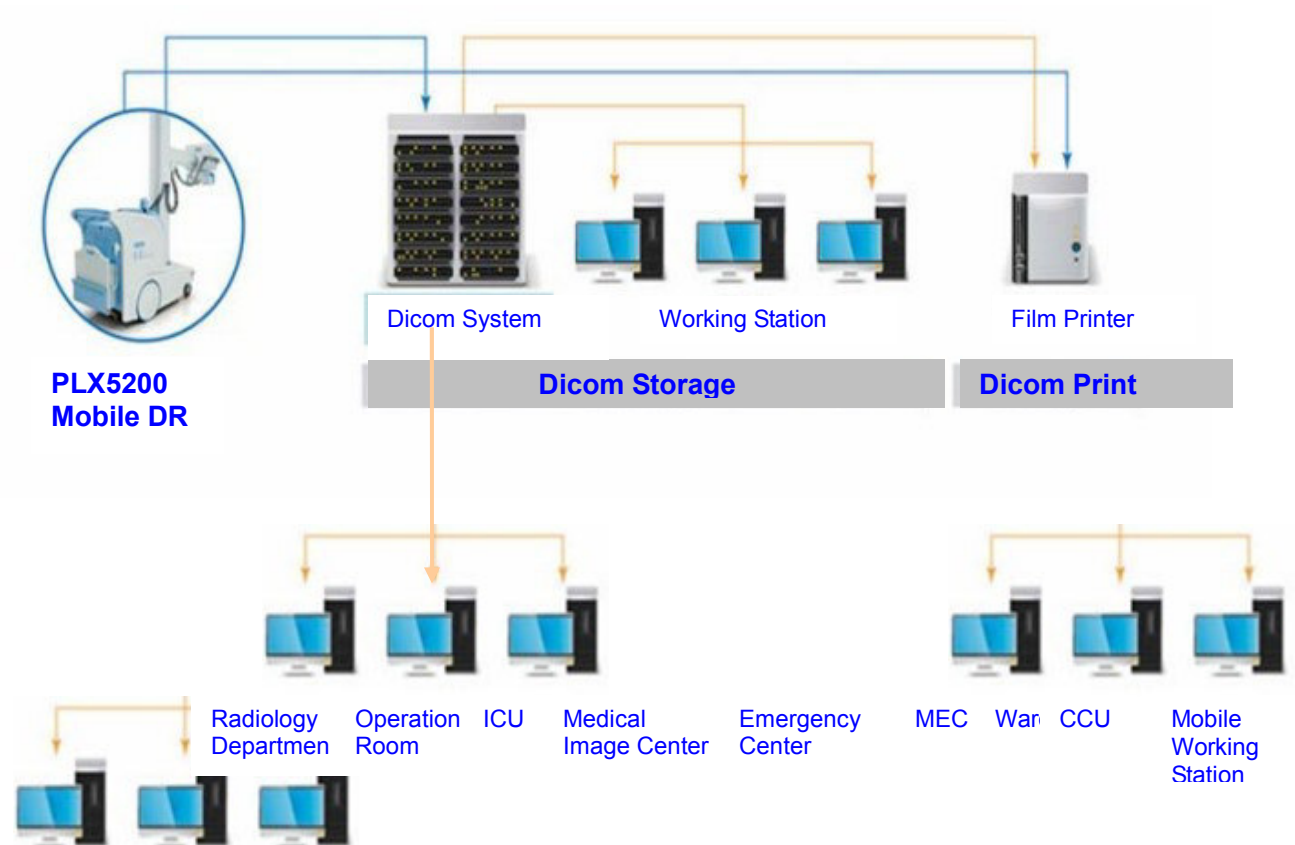 Dicom System
Working Station
Film Printer
PLX5200
Mobile DR
Dicom Storage
Dicom Print
Radiology
Departmen
Operation
Room
ICU
Medical
Image Center
Emergency
Center
MEC
CCU
Mobile
Working
Station